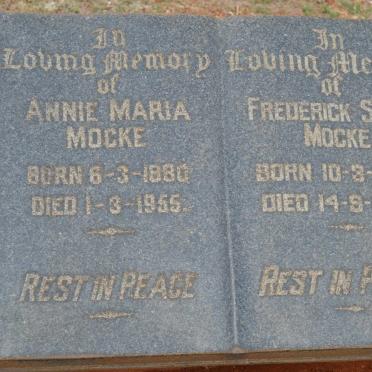 In
Loving Memory
of
ANNIE MARIA
MOCKE
BORN 6-3-1880
DIED 1-3-1955.
REST IN PEACE
In
Loving Me
of
FREDERICK S
MOCKE
BORN 10-9-
DIED 14-9-
REST IN P